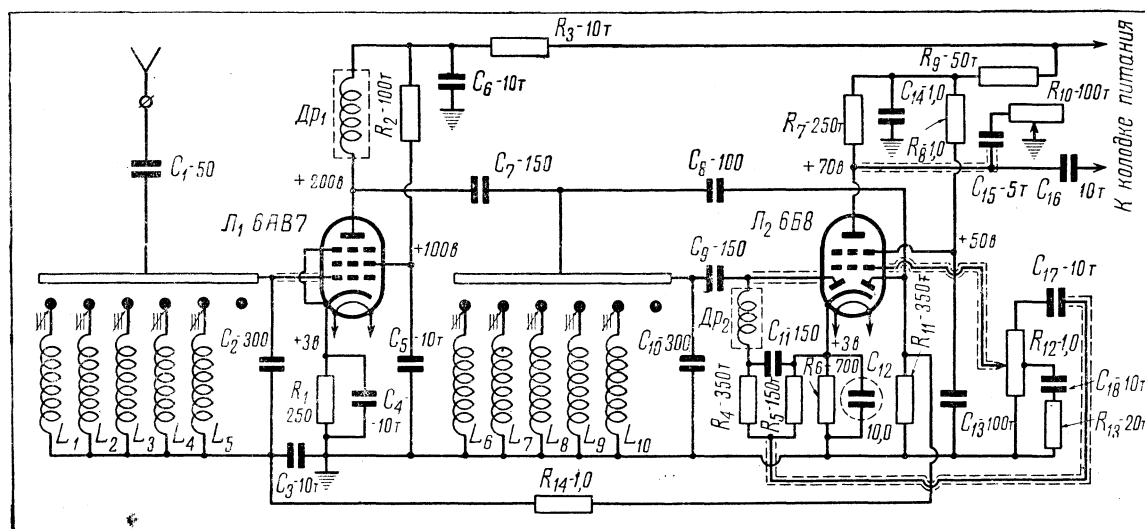 R₃-10т
C₆-10т
R₉-50т
Др₁
R₂-100т
R₇-250т
C₁₄-1,0
R₈-1,0
R₁₀-100т
К колодке питания
C₁-50
+200в
C₇-150
C₈-100
+70в
C₁₅-5т
C₁₆
10т
Л₁ 6АВ7
+100в
Л₂ 6Б8
+50в
C₉-150
C₁₇-10т
C₂-300
+3в
C₅-10т
C₁₀-300
Др₂
C₁₁-150
+3в
R₁₁-350т
R₁₂-1,0
R₁
250
C₄-
-10т
R₄-350т
R₅-150т
R₆-
700
C₁₂
10,0
C₁₃-100т
C₁₈-10т
R₁₃-20т
L₁
L₂
L₃
L₄
L₅
L₆
L₇
L₈
L₉
L₁₀
C₃-10т
R₁₄-1,0